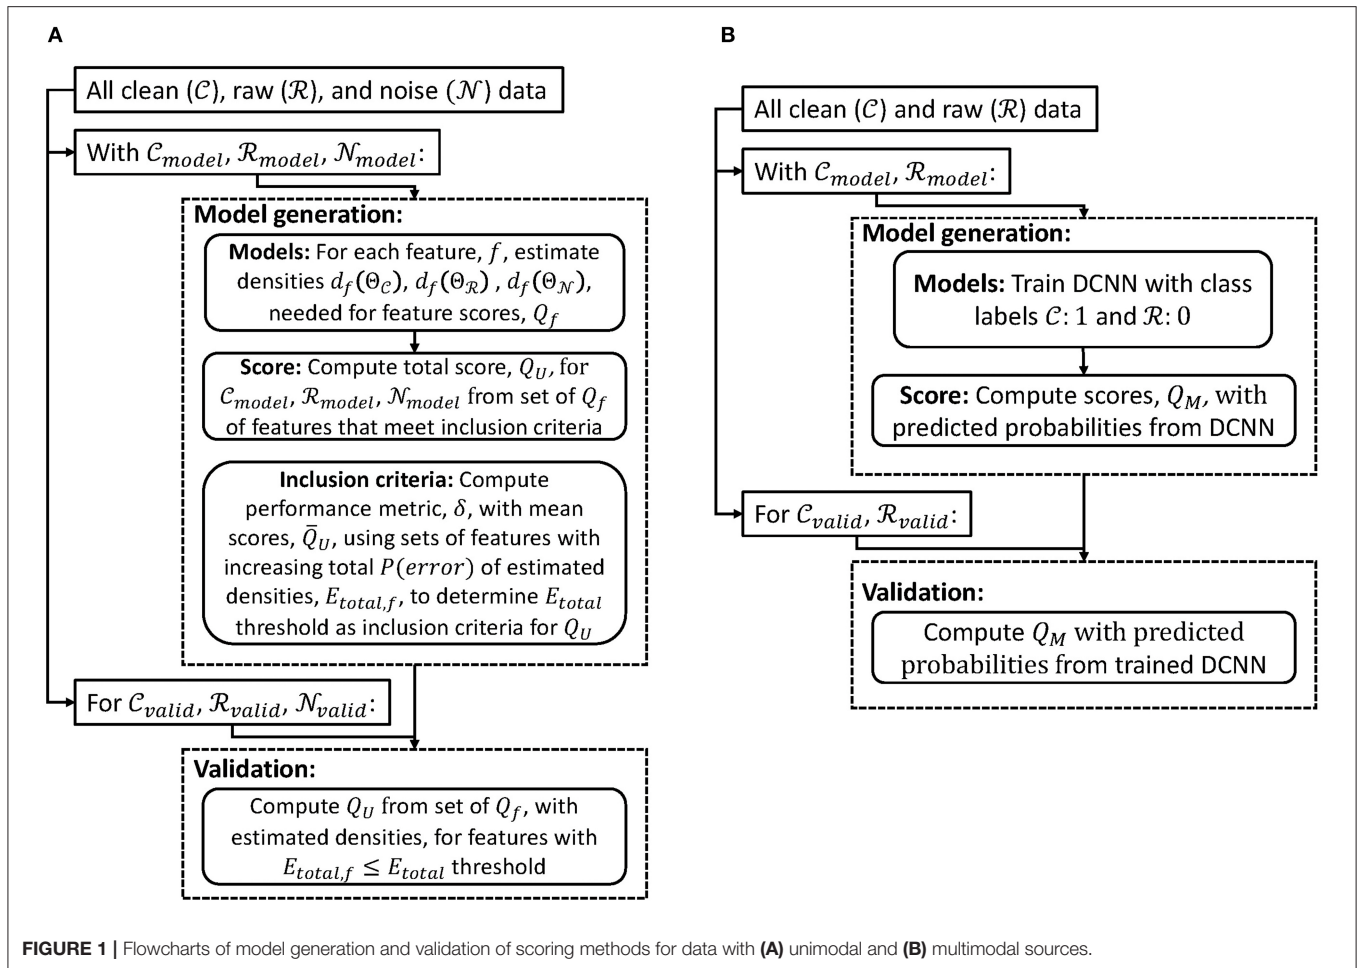 A
All clean (𝒞), raw (ℛ), and noise (𝒩) data
With 𝒞model, ℛmodel, 𝒩model:
Model generation:
Models: For each feature, f, estimate
densities df(Θ𝒞), df(Θℛ) , df(Θ𝒩),
needed for feature scores, Qf
Score: Compute total score, QU, for
𝒞model, ℛmodel, 𝒩model from set of Qf
of features that meet inclusion criteria
Inclusion criteria: Compute
performance metric, δ, with mean
scores, Q̄U, using sets of features with
increasing total P(error) of estimated
densities, Etotal,f, to determine Etotal
threshold as inclusion criteria for QU
For 𝒞valid, ℛvalid, 𝒩valid:
Validation:
Compute QU from set of Qf, with
estimated densities, for features with
Etotal,f ≤ Etotal threshold
B
All clean (𝒞) and raw (ℛ) data
With 𝒞model, ℛmodel:
Model generation:
Models: Train DCNN with class
labels 𝒞: 1 and ℛ: 0
Score: Compute scores, QM, with
predicted probabilities from DCNN
For 𝒞valid, ℛvalid:
Validation:
Compute QM with predicted
probabilities from trained DCNN
FIGURE 1 | Flowcharts of model generation and validation of scoring methods for data with (A) unimodal and (B) multimodal sources.